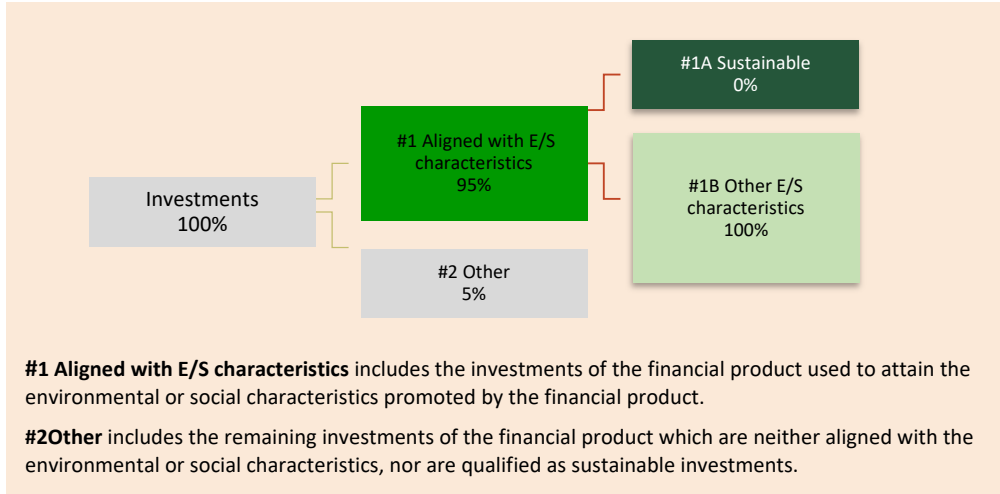 #1A Sustainable
0%
#1 Aligned with E/S
characteristics
95%
#1B Other E/S
characteristics
100%
Investments
100%
#2 Other
5%
#1 Aligned with E/S characteristics includes the investments of the financial product used to attain the
environmental or social characteristics promoted by the financial product.
#2Other includes the remaining investments of the financial product which are neither aligned with the
environmental or social characteristics, nor are qualified as sustainable investments.